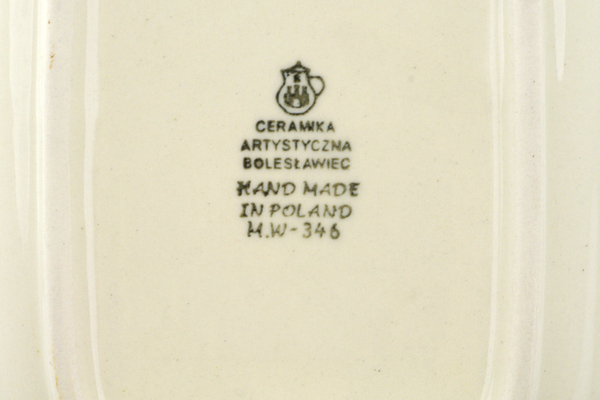 CERAMIKA
ARTYSTYCZNA
BOLESŁAWIEC
HAND MADE
IN POLAND
M.W-346